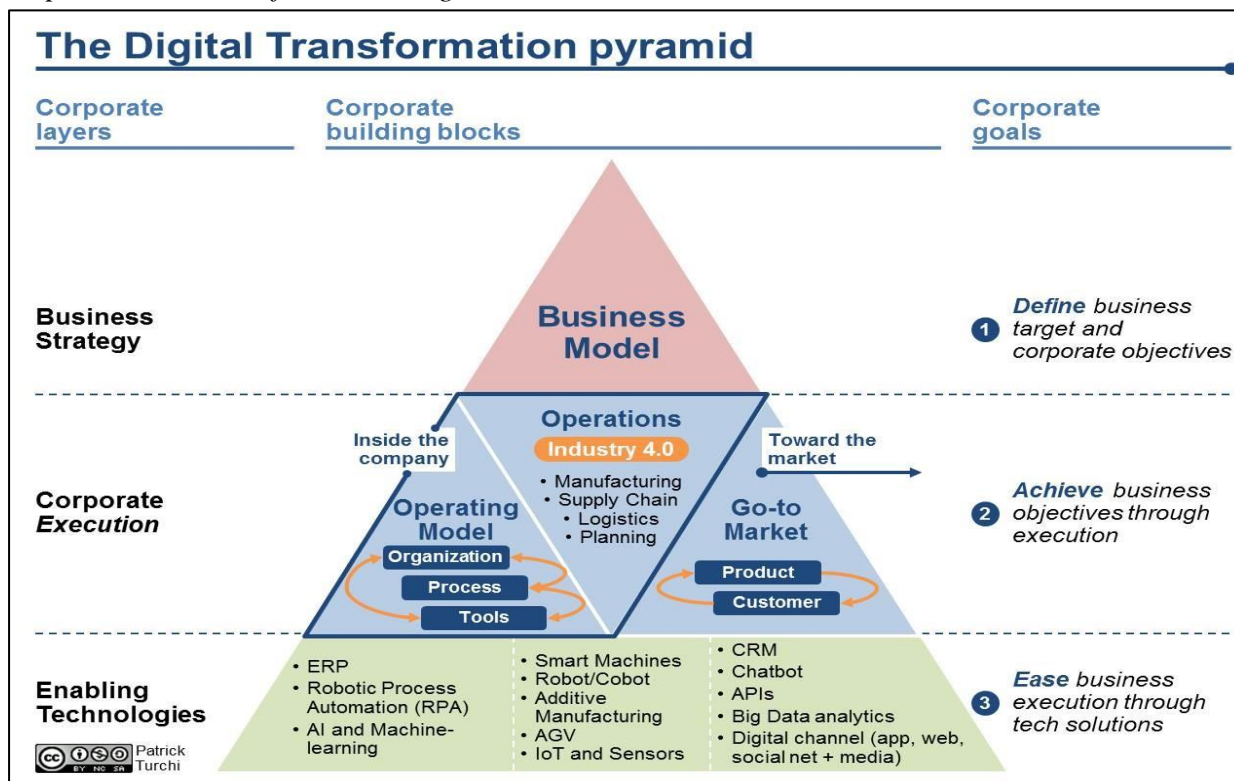 The Digital Transformation pyramid
Corporate
layers
Corporate
building blocks
Corporate
goals
Business
Strategy
Business
Model
1
Define business
target and
corporate objectives
Corporate
Execution
Inside the
company
Operating
Model
Organization
Process
Tools
Operations
Industry 4.0
• Manufacturing
• Supply Chain
• Logistics
• Planning
Toward the
market
Go-to
Market
Product
Customer
2
Achieve business
objectives through
execution
Enabling
Technologies
• ERP
• Robotic Process
Automation (RPA)
• AI and Machine-
learning
• Smart Machines
• Robot/Cobot
• Additive
Manufacturing
• AGV
• IoT and Sensors
• CRM
• Chatbot
• APIs
• Big Data analytics
• Digital channel (app, web,
social net + media)
3
Ease business
execution through
tech solutions
cc
BY NC SA
Patrick
Turchi